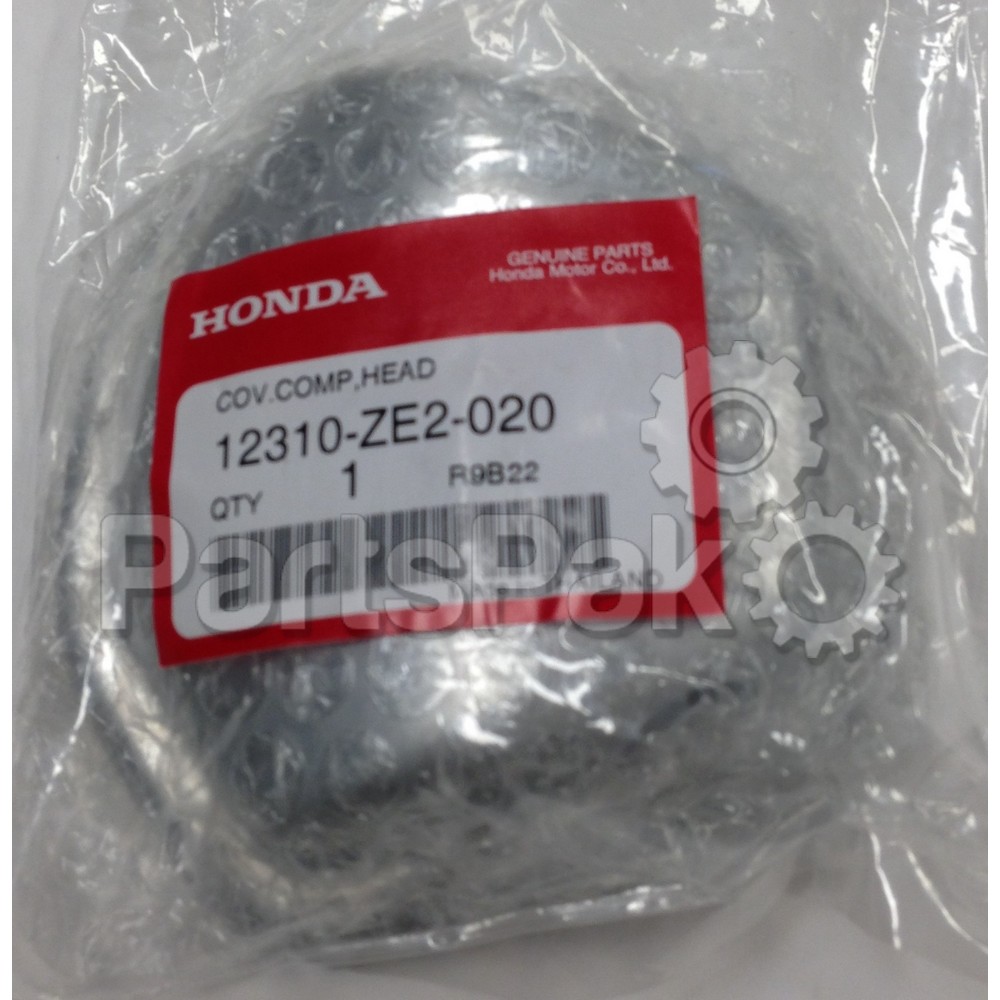 HONDA
GENUINE PARTS
Honda Motor Co., Ltd.
COV.COMP,HEAD
12310-ZE2-020
QTY 1 R9B22
PartsPak